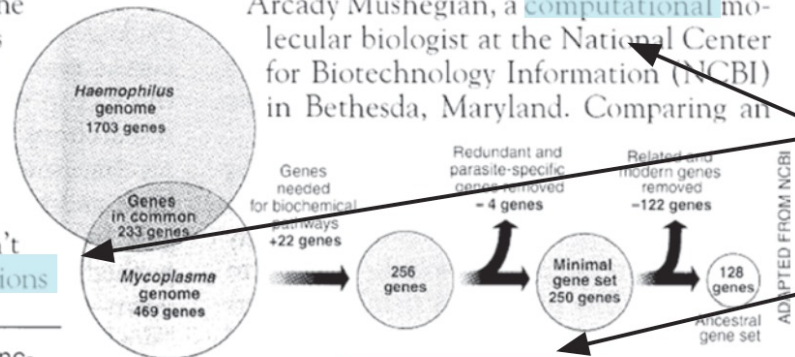 he
s
Arcady Mushegian, a computational mo-
lecular biologist at the National Center
for Biotechnology Information (NCBI)
in Bethesda, Maryland. Comparing an
Haemophilus
genome
1703 genes
Genes
in common
233 genes
Mycoplasma
genome
469 genes
Genes
needed
for biochemical
pathways
+22 genes
256
genes
Redundant and
parasite-specific
genes removed
– 4 genes
Minimal
gene set
250 genes
Related and
modern genes
removed
–122 genes
128
genes
Ancestral
gene set
ADAPTED FROM NCBI
't
ions